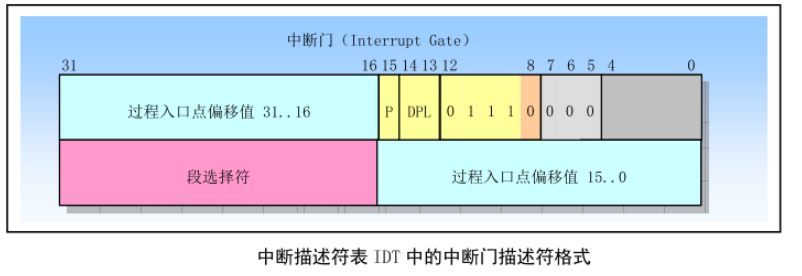 中断门（Interrupt Gate）
31 16 15 14 13 12 8 7 6 5 4 0
过程入口点偏移值 31..16 P DPL 0 1 1 1 0 0 0 0
段选择符 过程入口点偏移值 15..0
中断描述符表 IDT 中的中断门描述符格式